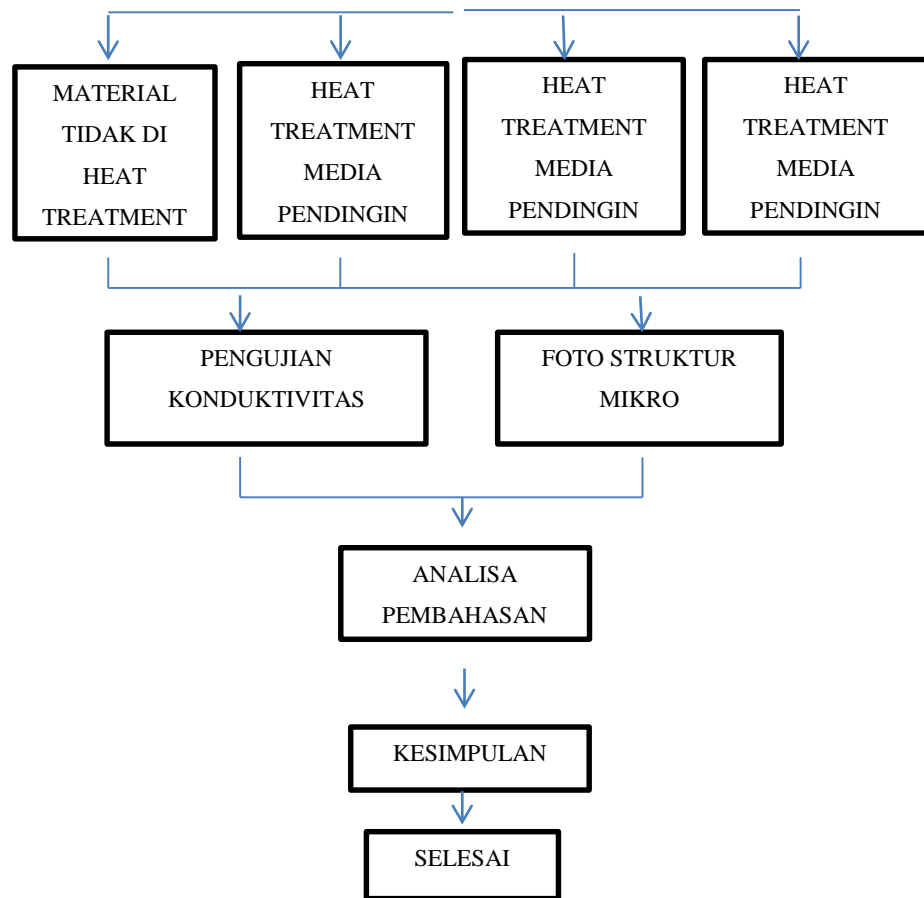 MATERIAL
TIDAK DI
HEAT
TREATMENT
HEAT
TREATMENT
MEDIA
PENDINGIN
HEAT
TREATMENT
MEDIA
PENDINGIN
HEAT
TREATMENT
MEDIA
PENDINGIN
PENGUJIAN
KONDUKTIVITAS
FOTO STRUKTUR
MIKRO
ANALISA
PEMBAHASAN
KESIMPULAN
SELESAI